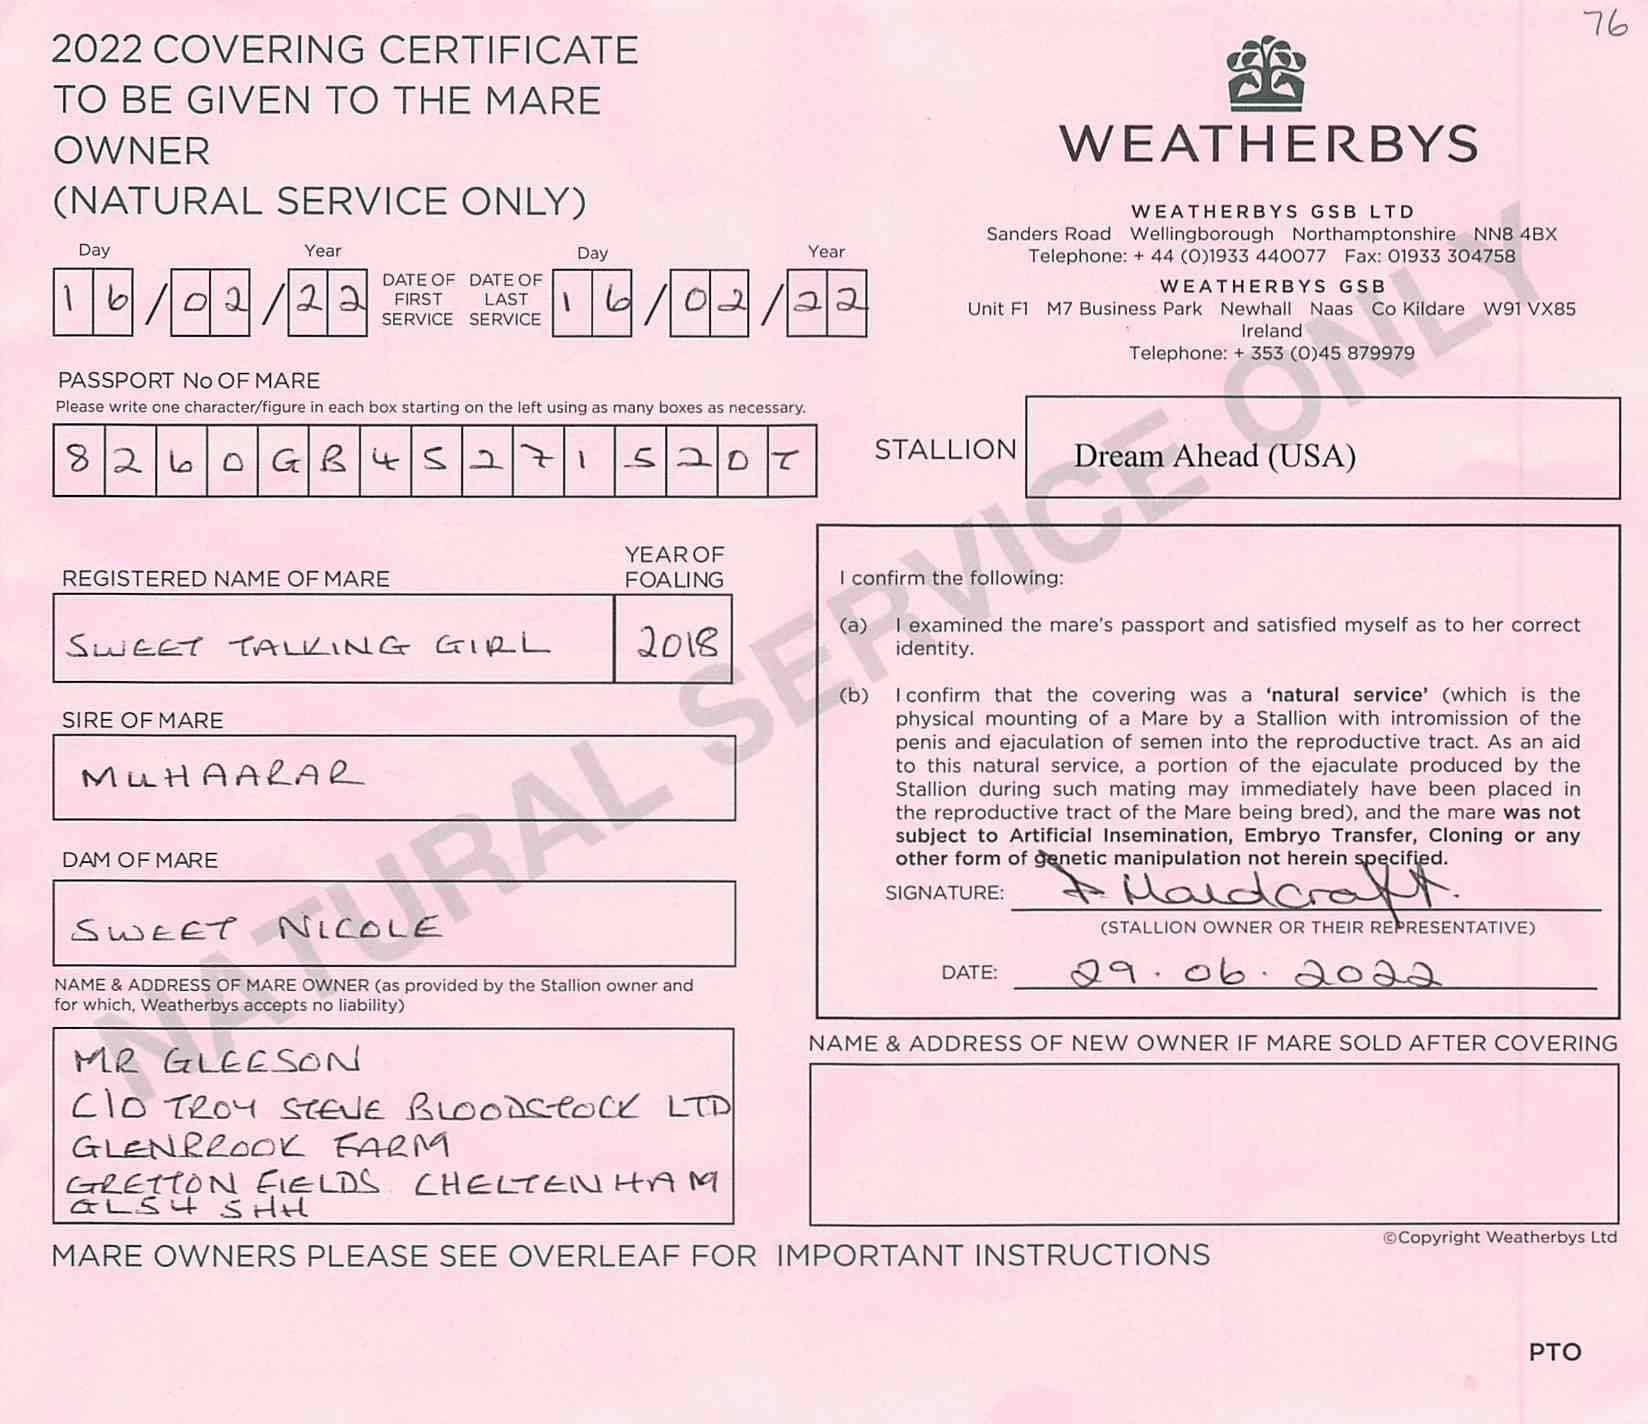 76
2022 COVERING CERTIFICATE
TO BE GIVEN TO THE MARE
OWNER
(NATURAL SERVICE ONLY)
WEATHERBYS
WEATHERBYS GSB LTD
Sanders Road Wellingborough Northamptonshire NN8 4BX
Telephone: + 44 (0)1933 440077 Fax: 01933 304758
WEATHERBYS GSB
Unit F1 M7 Business Park Newhall Naas Co Kildare W91 VX85
Ireland
Telephone: + 353 (0)45 879979
Day Year
16/02/22
DATE OF FIRST SERVICE
DATE OF LAST SERVICE
Day Year
16/02/22
PASSPORT No OF MARE
Please write one character/figure in each box starting on the left using as many boxes as necessary.
8260GB45271520T
STALLION
Dream Ahead (USA)
REGISTERED NAME OF MARE
YEAR OF
FOALING
SWEET TALKING GIRL
2018
SIRE OF MARE
MUHAARAR
DAM OF MARE
SWEET NICOLE
NAME & ADDRESS OF MARE OWNER (as provided by the Stallion owner and
for which, Weatherbys accepts no liability)
MR GLEESON
C/O TROY STEVE BLOODSTOCK LTD
GLENBROOK FARM
GRETTON FIELDS CHELTENHAM
GL54 5HH
I confirm the following:
(a) I examined the mare's passport and satisfied myself as to her correct
identity.
(b) I confirm that the covering was a 'natural service' (which is the
physical mounting of a Mare by a Stallion with intromission of the
penis and ejaculation of semen into the reproductive tract. As an aid
to this natural service, a portion of the ejaculate produced by the
Stallion during such mating may immediately have been placed in
the reproductive tract of the Mare being bred), and the mare was not
subject to Artificial Insemination, Embryo Transfer, Cloning or any
other form of genetic manipulation not herein specified.
SIGNATURE:
(STALLION OWNER OR THEIR REPRESENTATIVE)
DATE: 29.06.2022
NAME & ADDRESS OF NEW OWNER IF MARE SOLD AFTER COVERING
©Copyright Weatherbys Ltd
MARE OWNERS PLEASE SEE OVERLEAF FOR IMPORTANT INSTRUCTIONS
PTO
NATURAL SERVICE ONLY